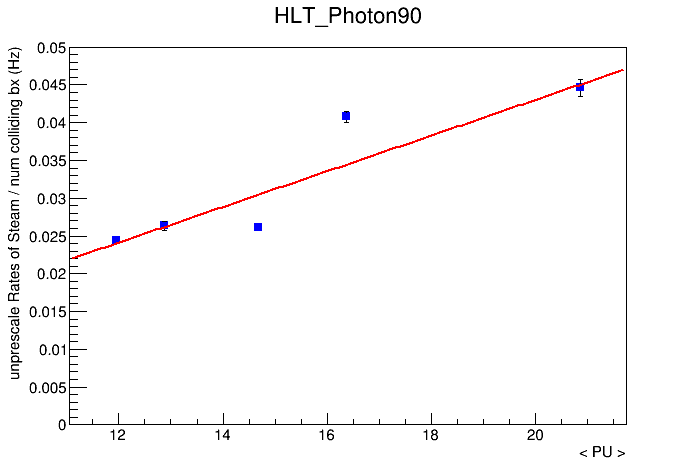 HLT_Photon90
unprescale Rates of Steam / num colliding bx (Hz)
0.05
0.045
0.04
0.035
0.03
0.025
0.02
0.015
0.01
0.005
0
12 14 16 18 20
< PU >